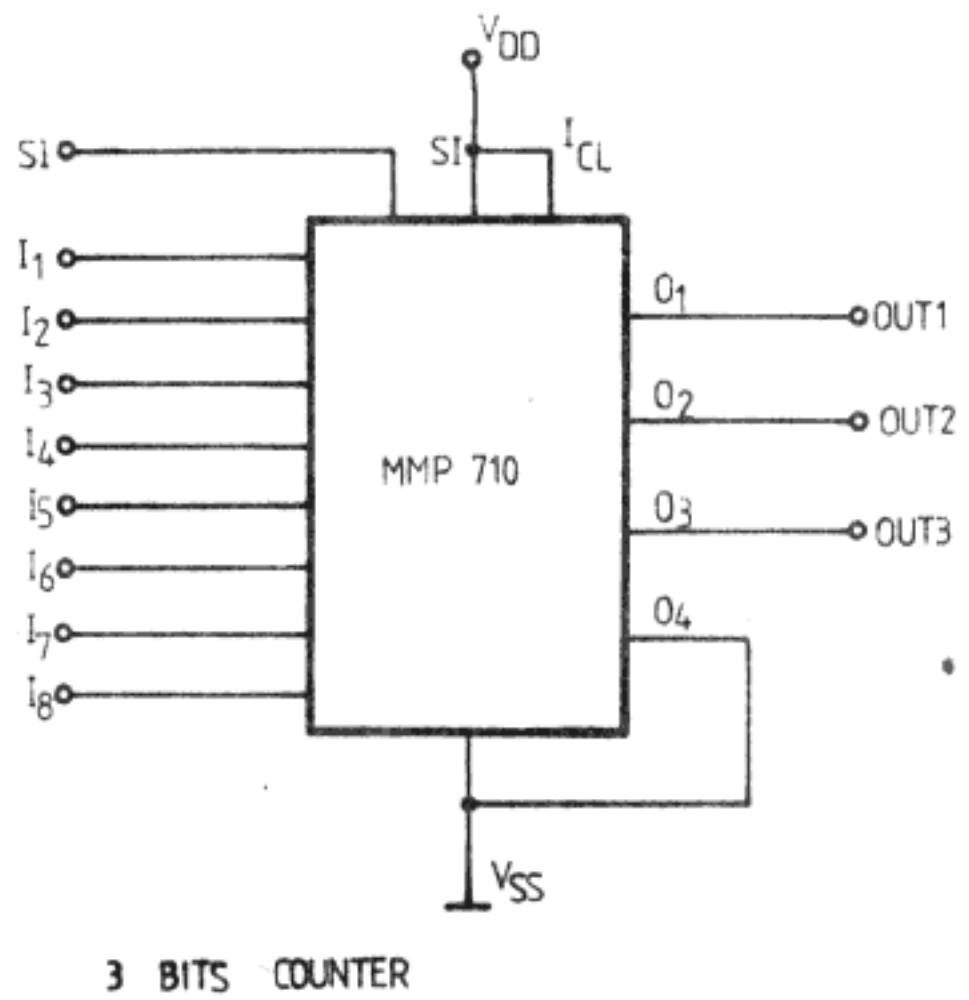 VDD
SI
SI
ICL
I1
I2
I3
I4
I5
I6
I7
I8
MMP 710
O1
OUT1
O2
OUT2
O3
OUT3
O4
VSS
3 BITS COUNTER